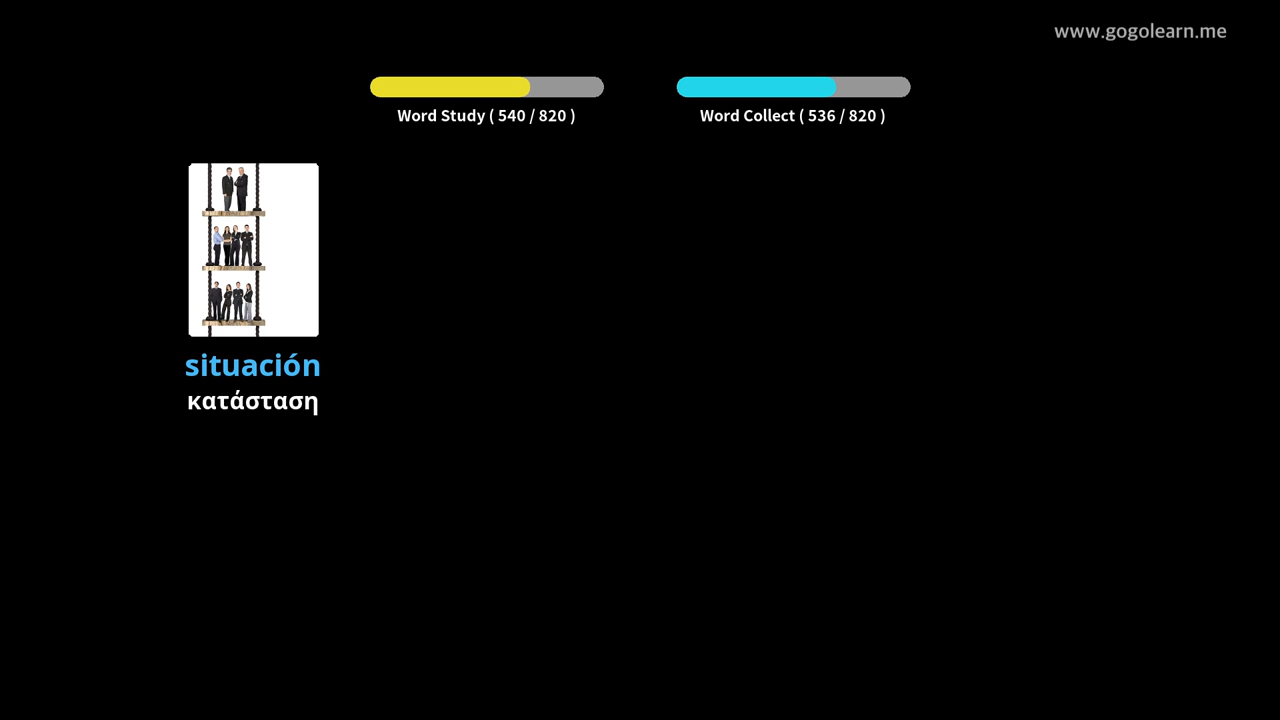 www.gogolearn.me
Word Study ( 540 / 820 )
Word Collect ( 536 / 820 )
situación
κατάσταση